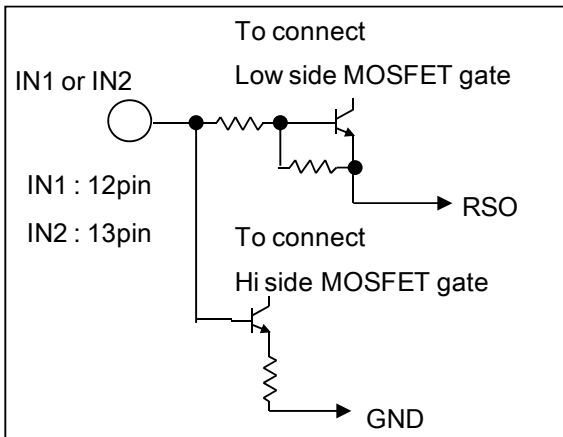 To connect
Low side MOSFET gate
IN1 or IN2
IN1 : 12pin
IN2 : 13pin
RSO
To connect
Hi side MOSFET gate
GND